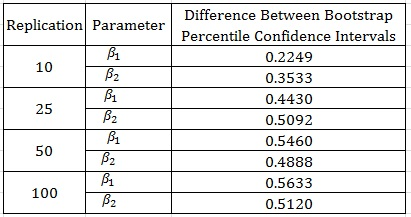 Replication Parameter Difference Between Bootstrap
Percentile Confidence Intervals
10 β1 0.2249
β2 0.3533
25 β1 0.4430
β2 0.5092
50 β1 0.5460
β2 0.4888
100 β1 0.5633
β2 0.5120